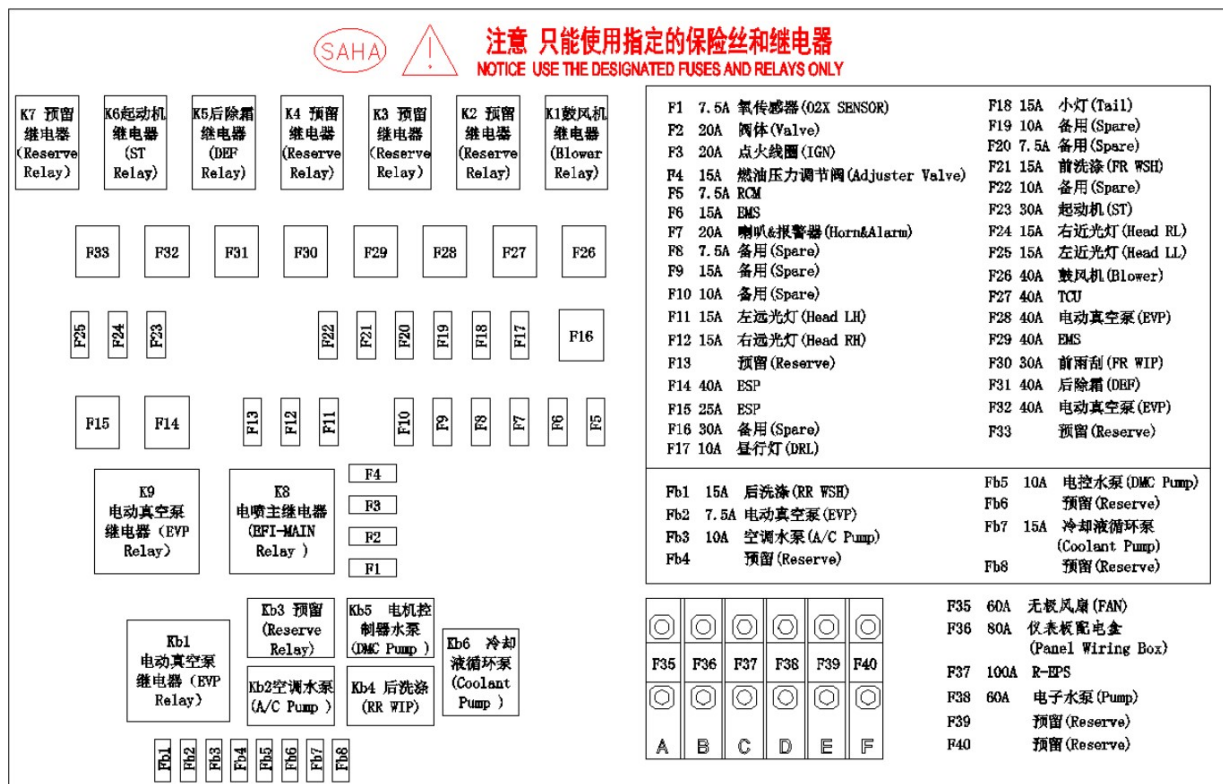 SAHA
注意 只能使用指定的保险丝和继电器
NOTICE USE THE DESIGNATED FUSES AND RELAYS ONLY
K7 预留
继电器
(Reserve
Relay)
K6起动机
继电器
(ST
Relay)
K5后除霜
继电器
(DEF
Relay)
K4 预留
继电器
(Reserve
Relay)
K3 预留
继电器
(Reserve
Relay)
K2 预留
继电器
(Reserve
Relay)
K1鼓风机
继电器
(Blower
Relay)
F33 F32 F31 F30 F29 F28 F27 F26
F25 F24 F23 F22 F21 F20 F19 F18 F17 F16
F15 F14 F13 F12 F11 F10 F9 F8 F7 F6 F5
K9
电动真空泵
继电器 (EVP
Relay)
K8
电喷主继电器
(EFI-MAIN
Relay )
F4
F3
F2
F1
Kb1
电动真空泵
继电器 (EVP
Relay)
Kb3 预留
(Reserve
Relay)
Kb5 电机控
制器水泵
(DMC Pump )
Kb2空调水泵
(A/C Pump )
Kb4 后洗涤
(RR WIP)
Kb6 冷却
液循环泵
(Coolant
Pump )
Fb1 Fb2 Fb3 Fb4 Fb5 Fb6 Fb7 Fb8
F1 7.5A 氧传感器(O2X SENSOR)
F2 20A 阀体(Valve)
F3 20A 点火线圈(IGN)
F4 15A 燃油压力调节阀(Adjuster Valve)
F5 7.5A RCM
F6 15A EMS
F7 20A 喇叭&报警器(Horn&Alarm)
F8 7.5A 备用(Spare)
F9 15A 备用(Spare)
F10 10A 备用(Spare)
F11 15A 左远光灯(Head LH)
F12 15A 右远光灯(Head RH)
F13 预留(Reserve)
F14 40A ESP
F15 25A ESP
F16 30A 备用(Spare)
F17 10A 昼行灯(DRL)
F18 15A 小灯(Tail)
F19 10A 备用(Spare)
F20 7.5A 备用(Spare)
F21 15A 前洗涤(FR WSH)
F22 10A 备用(Spare)
F23 30A 起动机(ST)
F24 15A 右近光灯(Head RL)
F25 15A 左近光灯(Head LL)
F26 40A 鼓风机(Blower)
F27 40A TCU
F28 40A 电动真空泵(EVP)
F29 40A EMS
F30 30A 前雨刮(FR WIP)
F31 40A 后除霜(DEF)
F32 40A 电动真空泵(EVP)
F33 预留(Reserve)
Fb1 15A 后洗涤(RR WSH)
Fb2 7.5A 电动真空泵(EVP)
Fb3 10A 空调水泵(A/C Pump)
Fb4 预留(Reserve)
Fb5 10A 电控水泵(DMC Pump)
Fb6 预留(Reserve)
Fb7 15A 冷却液循环泵
(Coolant Pump)
Fb8 预留(Reserve)
F35 F36 F37 F38 F39 F40
A B C D E F
F35 60A 无极风扇(FAN)
F36 80A 仪表板配电盒
(Panel Wiring Box)
F37 100A R-EPS
F38 60A 电子水泵(Pump)
F39 预留(Reserve)
F40 预留(Reserve)